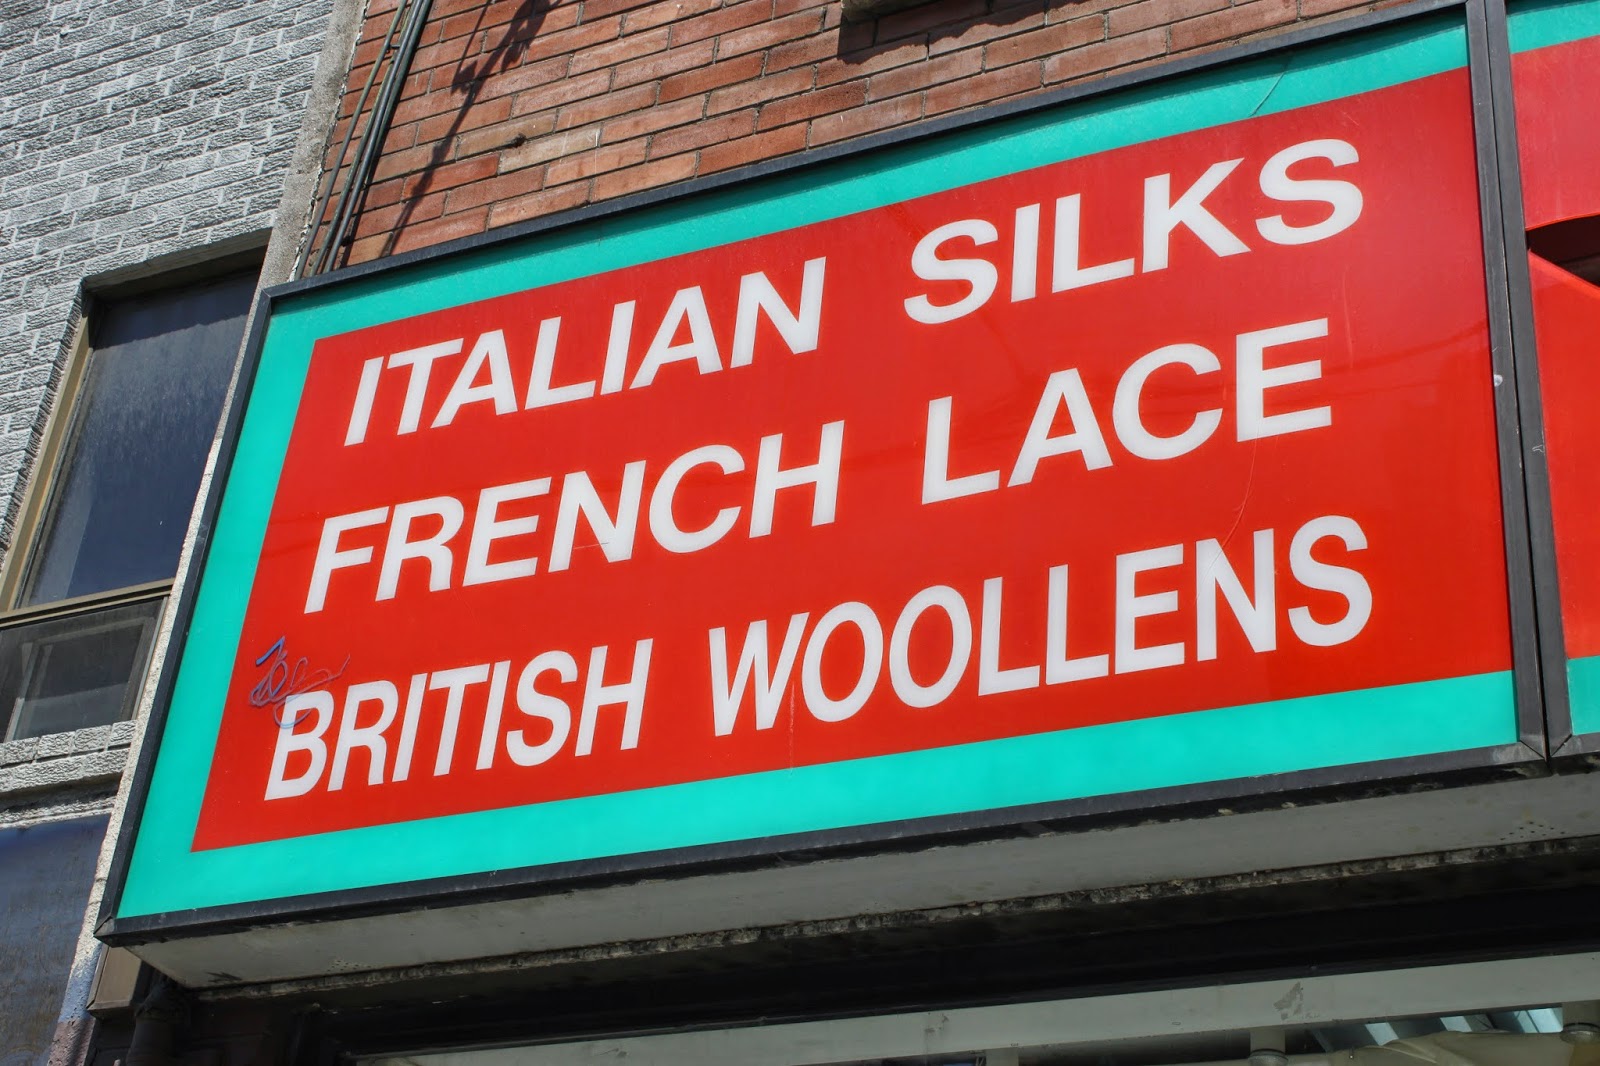 ITALIAN SILKS
FRENCH LACE
BRITISH WOOLLENS